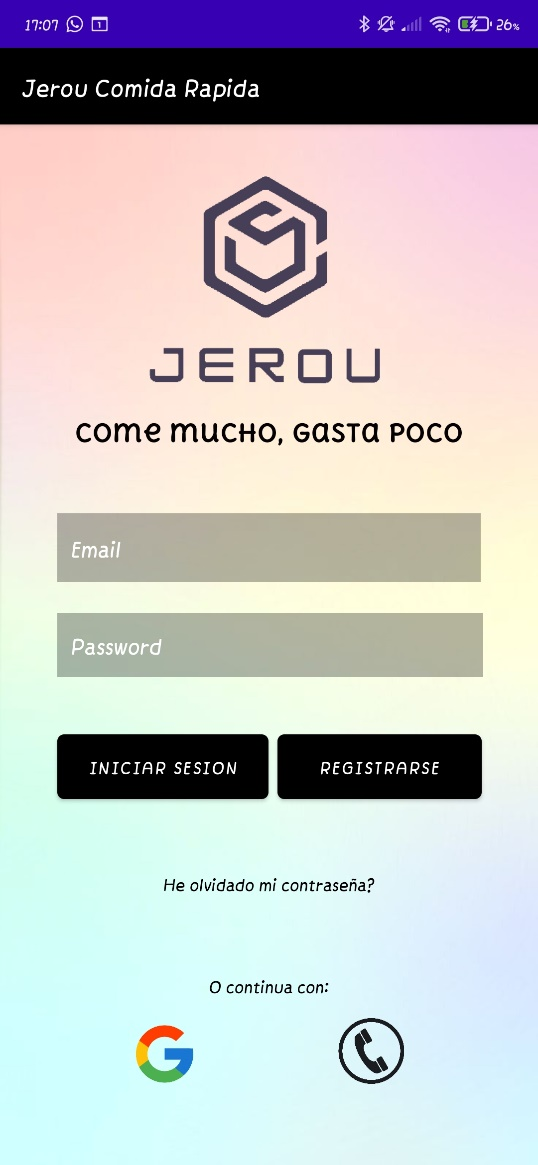 17:07 1 26%
Jerou Comida Rapida
JEROU
Come mucho, gasta poco
Email
Password
INICIAR SESION REGISTRARSE
He olvidado mi contraseña?
O continua con:
G